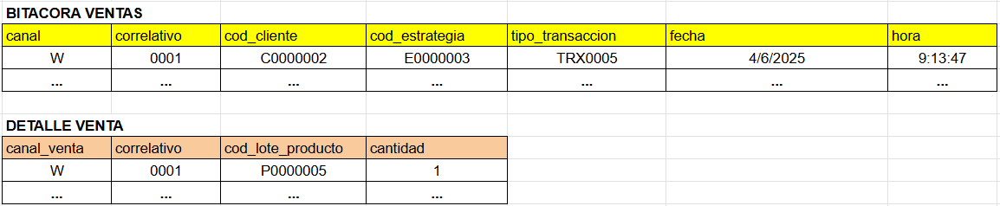 BITACORA VENTAS
canal correlativo cod_cliente cod_estrategia tipo_transaccion fecha hora
W 0001 C0000002 E0000003 TRX0005 4/6/2025 9:13:47
... ... ... ... ... ... ...
DETALLE VENTA
canal_venta correlativo cod_lote_producto cantidad
W 0001 P0000005 1
... ... ... ...